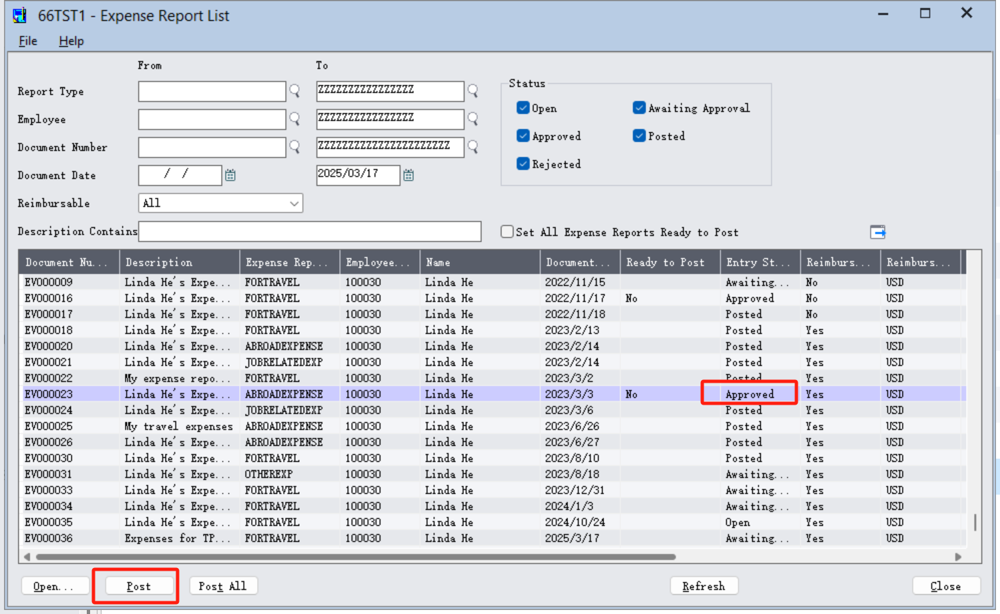 66TST1 - Expense Report List
File Help
From To
Report Type ZZZZZZZZZZZZZZZZ
Employee ZZZZZZZZZZZZZZZZ
Document Number ZZZZZZZZZZZZZZZZZZZZZZ
Document Date / / 2025/03/17
Reimbursable All
Description Contains
Status
Open Awaiting Approval
Approved Posted
Rejected
Set All Expense Reports Ready to Post
Document Nu... Description Expense Rep... Employee... Name Document... Ready to Post Entry St... Reimburs... Reimburs...
EV000009 Linda He's Expe... FORTRAVEL 100030 Linda He 2022/11/15 Awaiting... No USD
EV000016 Linda He's Expe... FORTRAVEL 100030 Linda He 2022/11/17 No Approved No USD
EV000017 Linda He's Expe... FORTRAVEL 100030 Linda He 2022/11/18 Posted No USD
EV000018 Linda He's Expe... FORTRAVEL 100030 Linda He 2023/2/13 Posted Yes USD
EV000020 Linda He's Expe... ABROADEXPENSE 100030 Linda He 2023/2/14 Posted Yes USD
EV000021 Linda He's Expe... JOBRELATEDEXP 100030 Linda He 2023/2/14 Posted Yes USD
EV000022 My expense repo... FORTRAVEL 100030 Linda He 2023/3/2 Posted Yes USD
EV000023 Linda He's Expe... ABROADEXPENSE 100030 Linda He 2023/3/3 No Approved Yes USD
EV000024 Linda He's Expe... JOBRELATEDEXP 100030 Linda He 2023/3/6 Posted Yes USD
EV000025 My travel expenses ABROADEXPENSE 100030 Linda He 2023/6/26 Posted Yes USD
EV000026 Linda He's Expe... ABROADEXPENSE 100030 Linda He 2023/6/27 Posted Yes USD
EV000030 Linda He's Expe... FORTRAVEL 100030 Linda He 2023/8/10 Posted Yes USD
EV000031 Linda He's Expe... OTHEREXP 100030 Linda He 2023/8/18 Awaiting... Yes USD
EV000033 Linda He's Expe... FORTRAVEL 100030 Linda He 2023/12/31 Awaiting... Yes USD
EV000034 Linda He's Expe... FORTRAVEL 100030 Linda He 2024/1/3 Awaiting... Yes USD
EV000035 Linda He's Expe... FORTRAVEL 100030 Linda He 2024/10/24 Open Yes USD
EV000036 Expenses for TP... FORTRAVEL 100030 Linda He 2025/3/17 Awaiting... Yes USD
Open... Post Post All Refresh Close